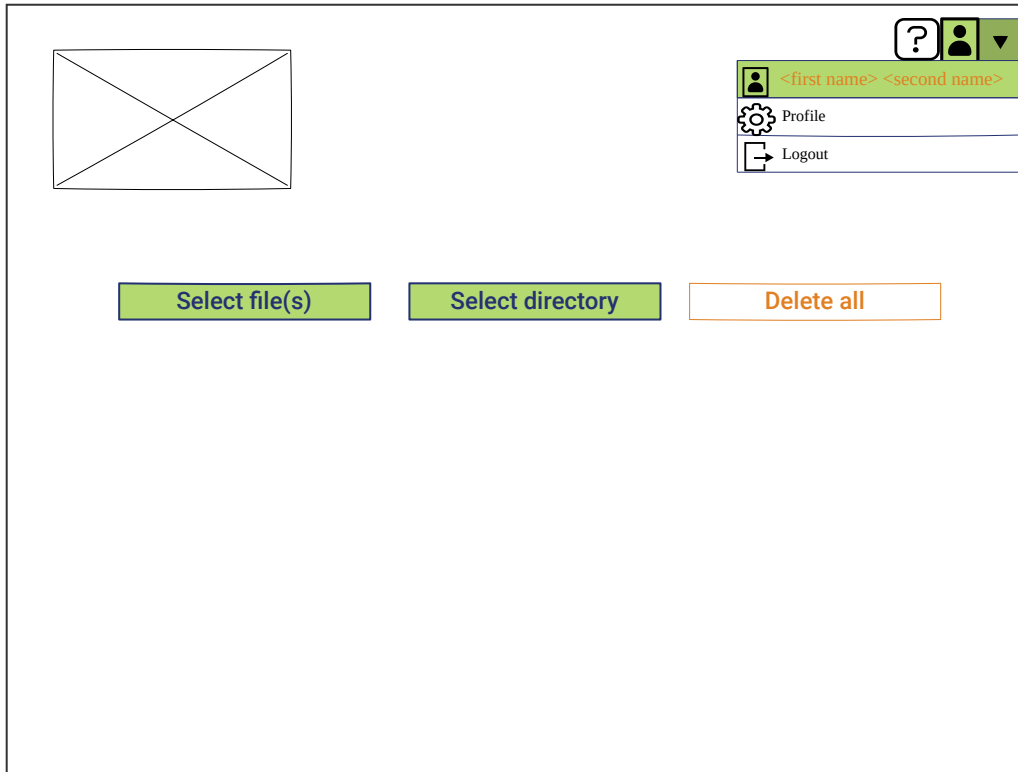 ?
<first name> <second name>
Profile
Logout
Select file(s) Select directory Delete all